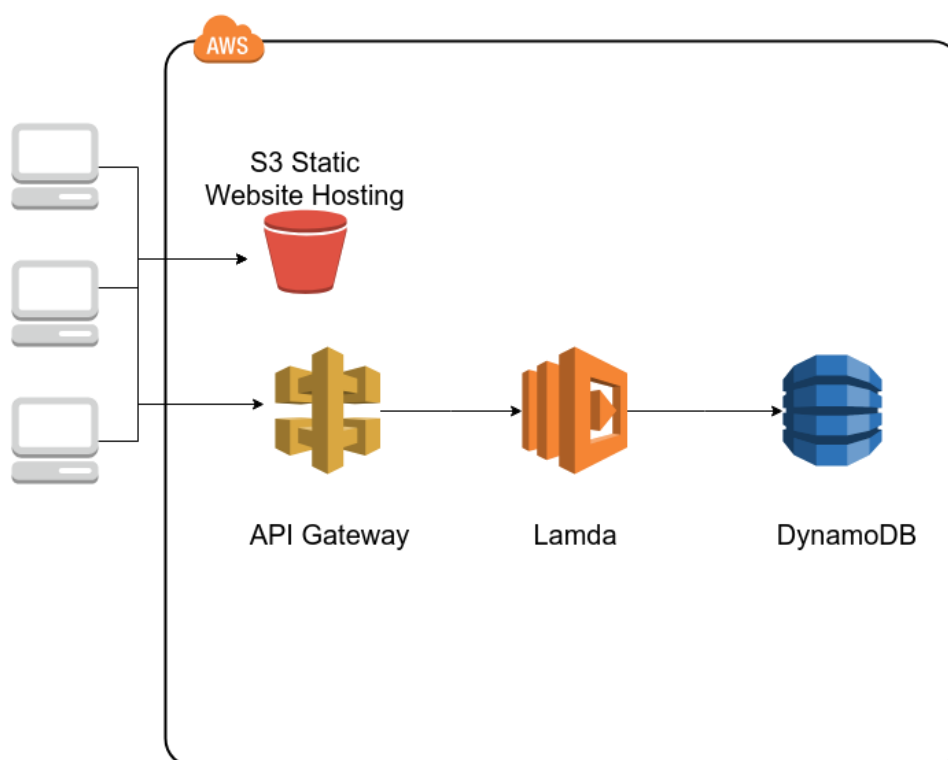 AWS
S3 Static
Website Hosting
API Gateway
Lamda
DynamoDB